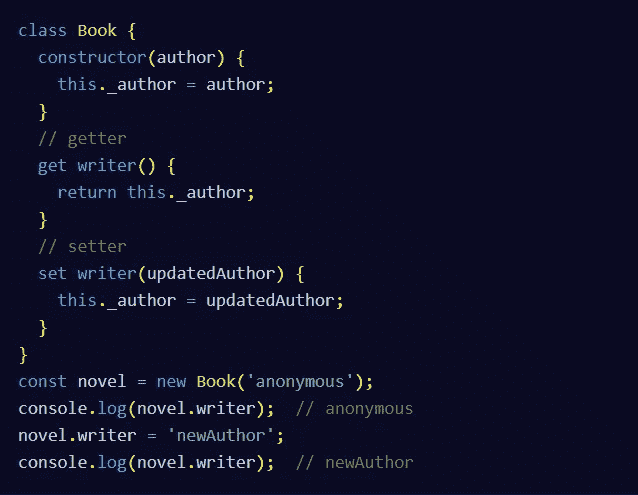 class Book {
  constructor(author) {
    this._author = author;
  }
  // getter
  get writer() {
    return this._author;
  }
  // setter
  set writer(updatedAuthor) {
    this._author = updatedAuthor;
  }
}
const novel = new Book('anonymous');
console.log(novel.writer);  // anonymous
novel.writer = 'newAuthor';
console.log(novel.writer);  // newAuthor